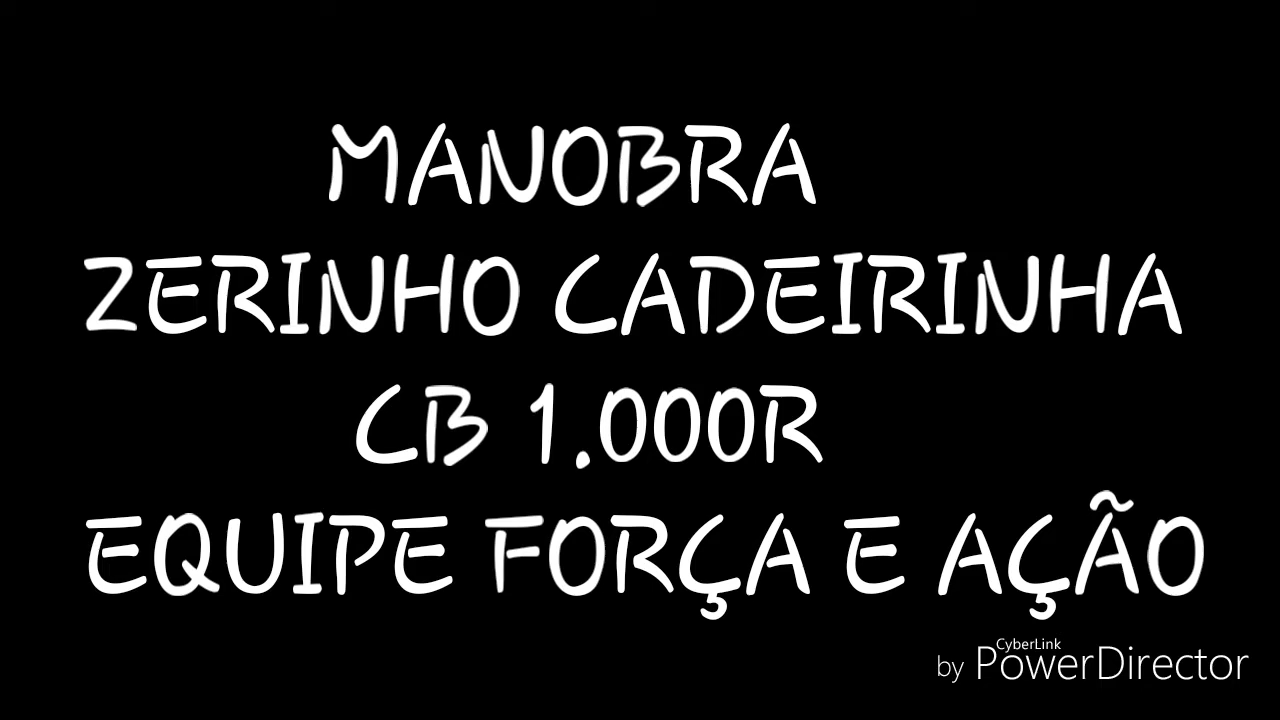 MANOBRA
ZERINHO CADEIRINHA
CB 1.000R
EQUIPE FORÇA E AÇÃO
CyberLink
by PowerDirector